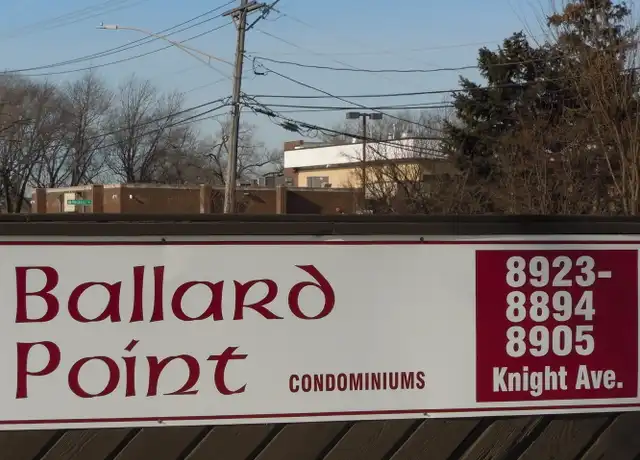 Ballard
Point
CONDOMINIUMS
8923-
8894
8905
Knight Ave.